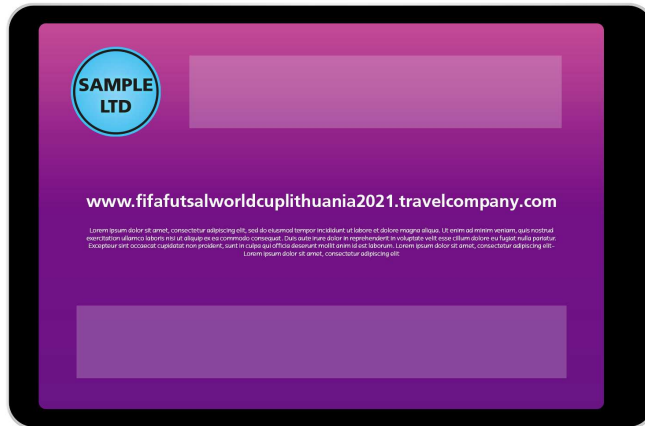 SAMPLE
LTD
www.fifafutsalworldcuplithuania2021.travelcompany.com
Lorem ipsum dolor sit amet, consectetur adipiscing elit, sed do eiusmod tempor incididunt ut labore et dolore magna aliqua. Ut enim ad minim veniam, quis nostrud
exercitation ullamco laboris nisi ut aliquip ex ea commodo consequat. Duis aute irure dolor in reprehenderit in voluptate velit esse cillum dolore eu fugiat nulla pariatur.
Excepteur sint occaecat cupidatat non proident, sunt in culpa qui officia deserunt mollit anim id est laborum. Lorem ipsum dolor sit amet, consectetur adipiscing elit–
Lorem ipsum dolor sit amet, consectetur adipiscing elit